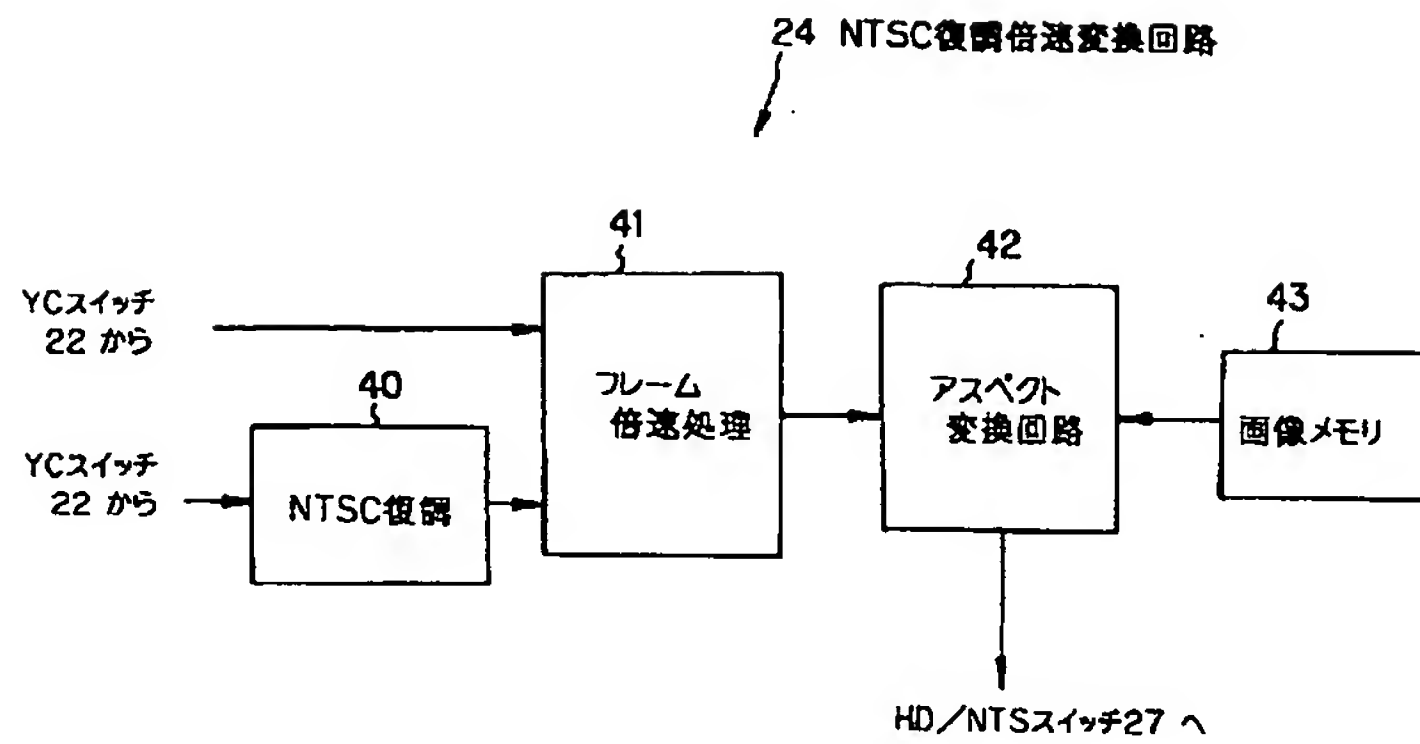 24 NTSC復調倍速変換回路
41
42
43
YCスイッチ
22 から
フレーム
倍速処理
アスペクト
変換回路
画像メモリ
40
YCスイッチ
22 から
NTSC復調
HD/NTSスイッチ27 へ